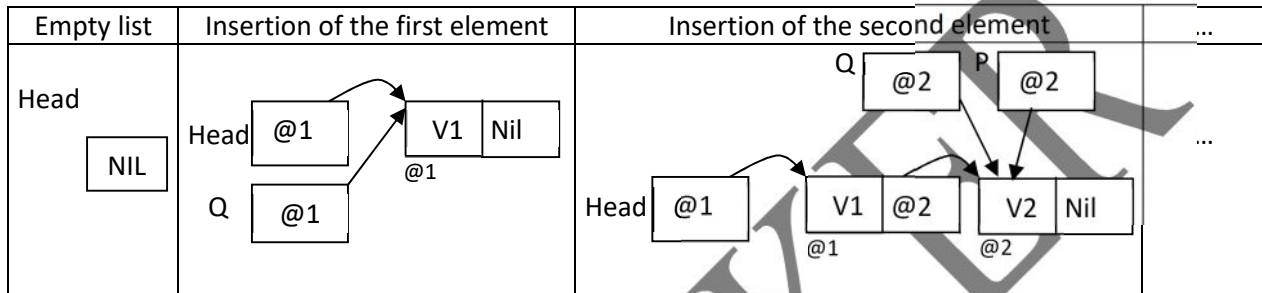 Empty list
Insertion of the first element
Insertion of the second element
...
Head
NIL
Head @1
V1 Nil
@1
Q @1
Q @2
P @2
Head @1
V1 @2
V2 Nil
@1
@2
...